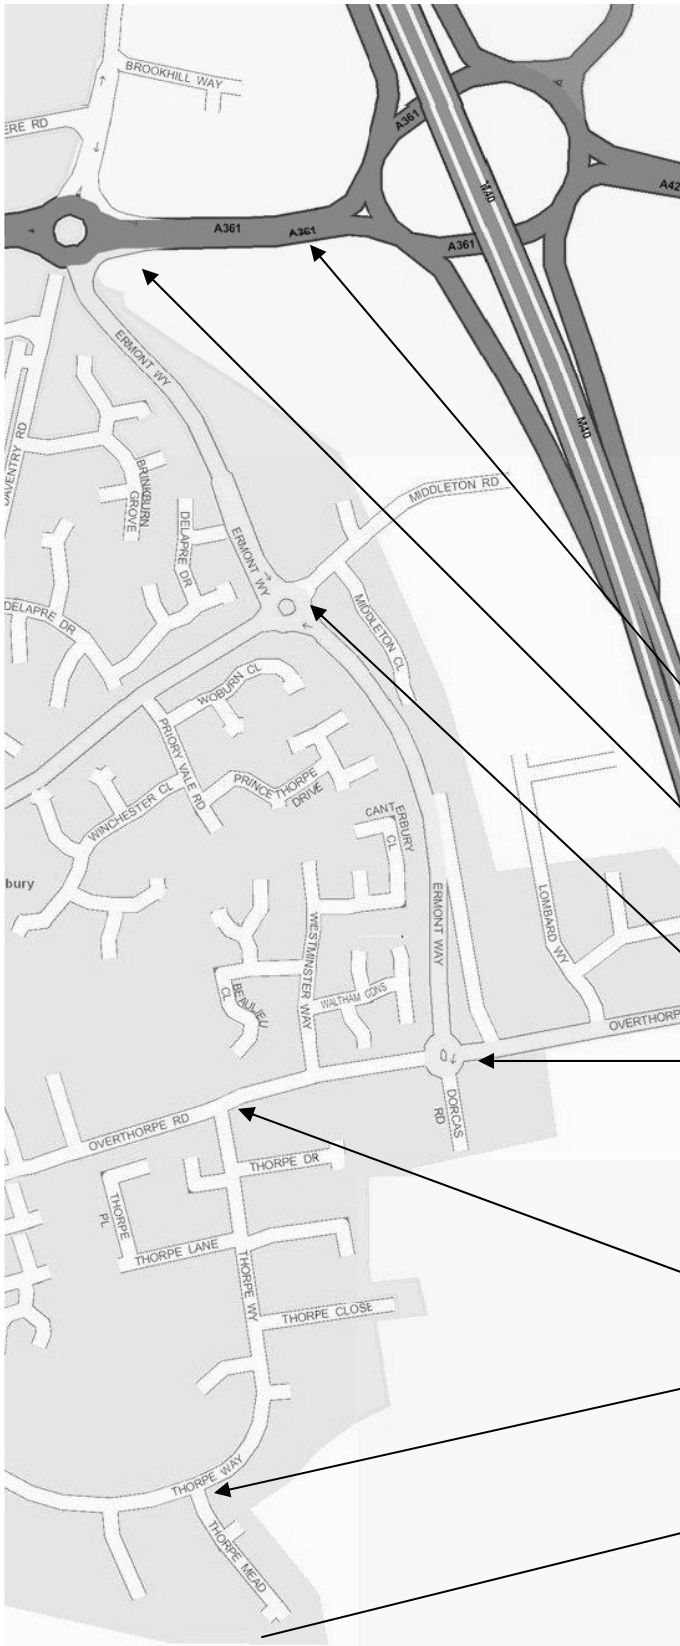 BROOKHILL WAY
A361
ERE RD
M40
A42
A361
A361
A361
ERMONT WY
M40
DAVENTRY RD
BRINKBURN
GROVE
MIDDLETON RD
DELAPRE DR
ERMONT WY
DELAPRE DR
MIDDLETON CL
WOBURN CL
PRIORY VALE RD
PRINCETHORPE
DRIVE
WINCHESTER CL
CANTERBURY
CL
bury
ERMONT WAY
LOMBARD WY
WESTMINSTER WAY
BEAULIEU
CL
WALTHAM GDNS
OVERTHORP
DORCAS
RD
OVERTHORPE RD
THORPE DR
THORPE
PL
THORPE LANE
THORPE WY
THORPE CLOSE
THORPE WAY
THORPE MEAD